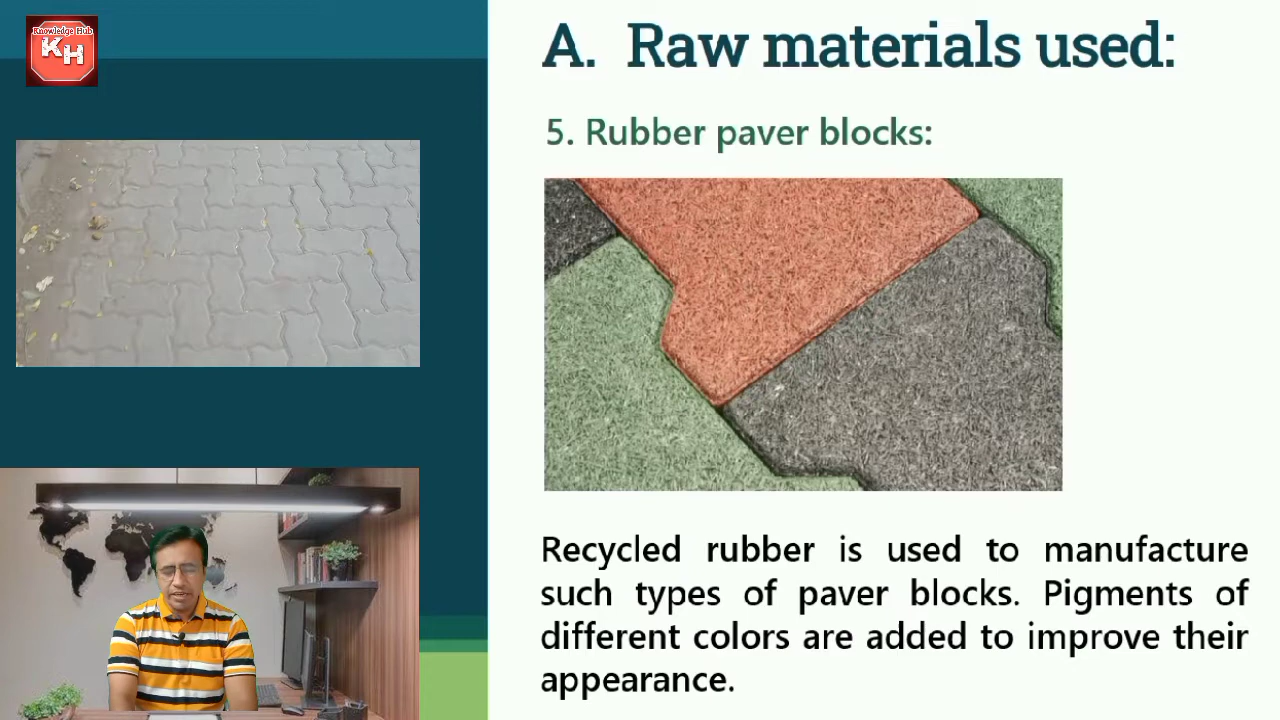 Knowledge Hub
KH
A. Raw materials used:
5. Rubber paver blocks:
Recycled rubber is used to manufacture
such types of paver blocks. Pigments of
different colors are added to improve their
appearance.